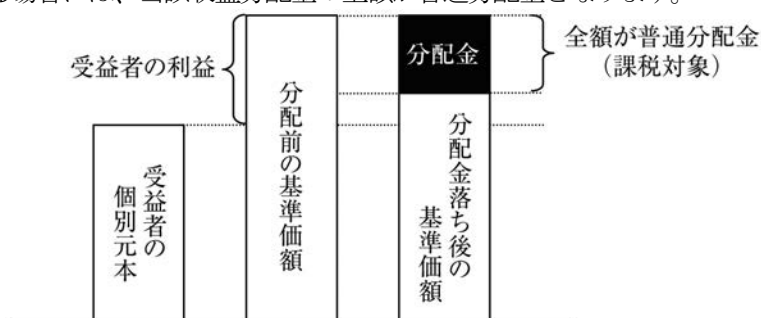 受益者の利益
分配金
全額が普通分配金
（課税対象）
受益者の
個別元本
分配前の基準価額
分配金落ち後の
基準価額